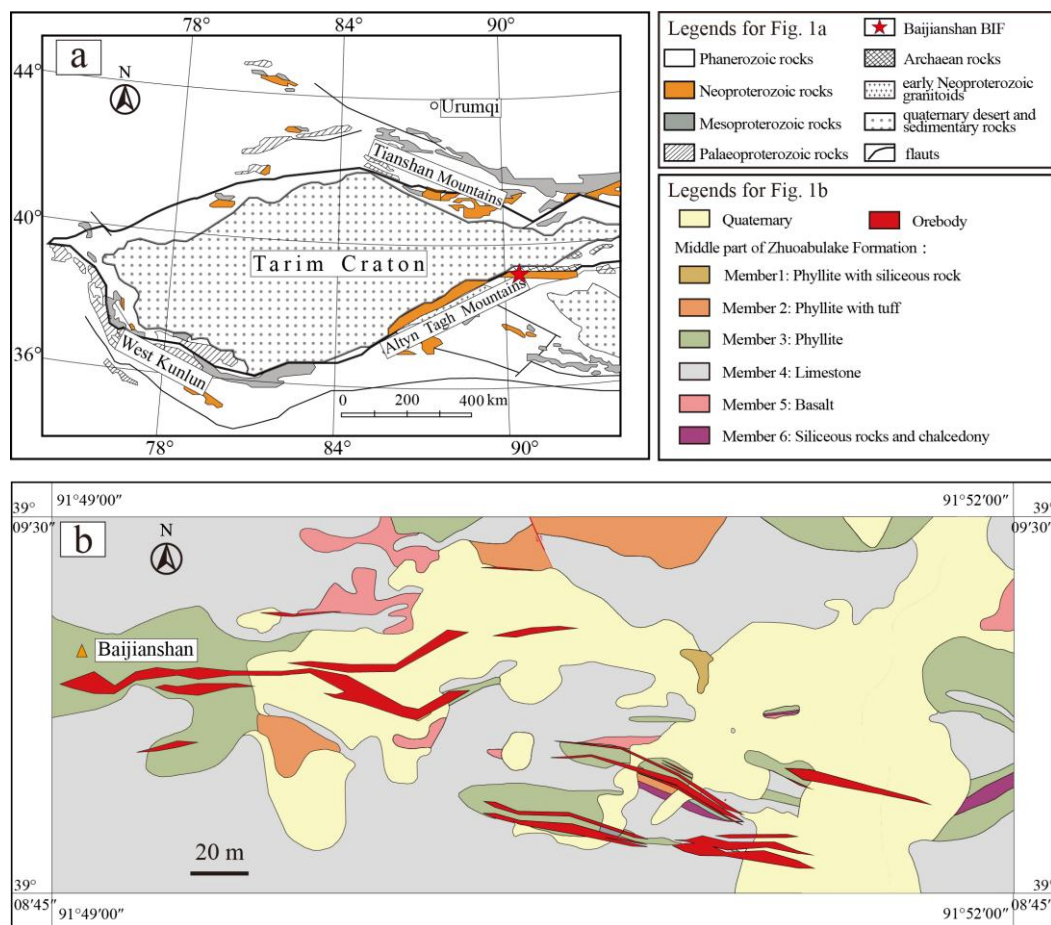 a
N
78°
84°
90°
44°
40°
36°
Urumqi
Tianshan Mountains
Tarim Craton
Altyn Tagh Mountains
West Kunlun
0 200 400 km
78°
84°
90°
Legends for Fig. 1a
Phanerozoic rocks
Neoproterozoic rocks
Mesoproterozoic rocks
Palaeoproterozoic rocks
Baijianshan BIF
Archaean rocks
early Neoproterozoic
granitoids
quaternary desert and
sedimentary rocks
flauts
Legends for Fig. 1b
Quaternary
Orebody
Middle part of Zhuoabulake Formation :
Member1: Phyllite with siliceous rock
Member 2: Phyllite with tuff
Member 3: Phyllite
Member 4: Limestone
Member 5: Basalt
Member 6: Siliceous rocks and chalcedony
b
N
39°
09′30″
91°49′00″
91°52′00″
39°
09′30″
Baijianshan
20 m
39°
08′45″
91°49′00″
91°52′00″
39°
08′45″